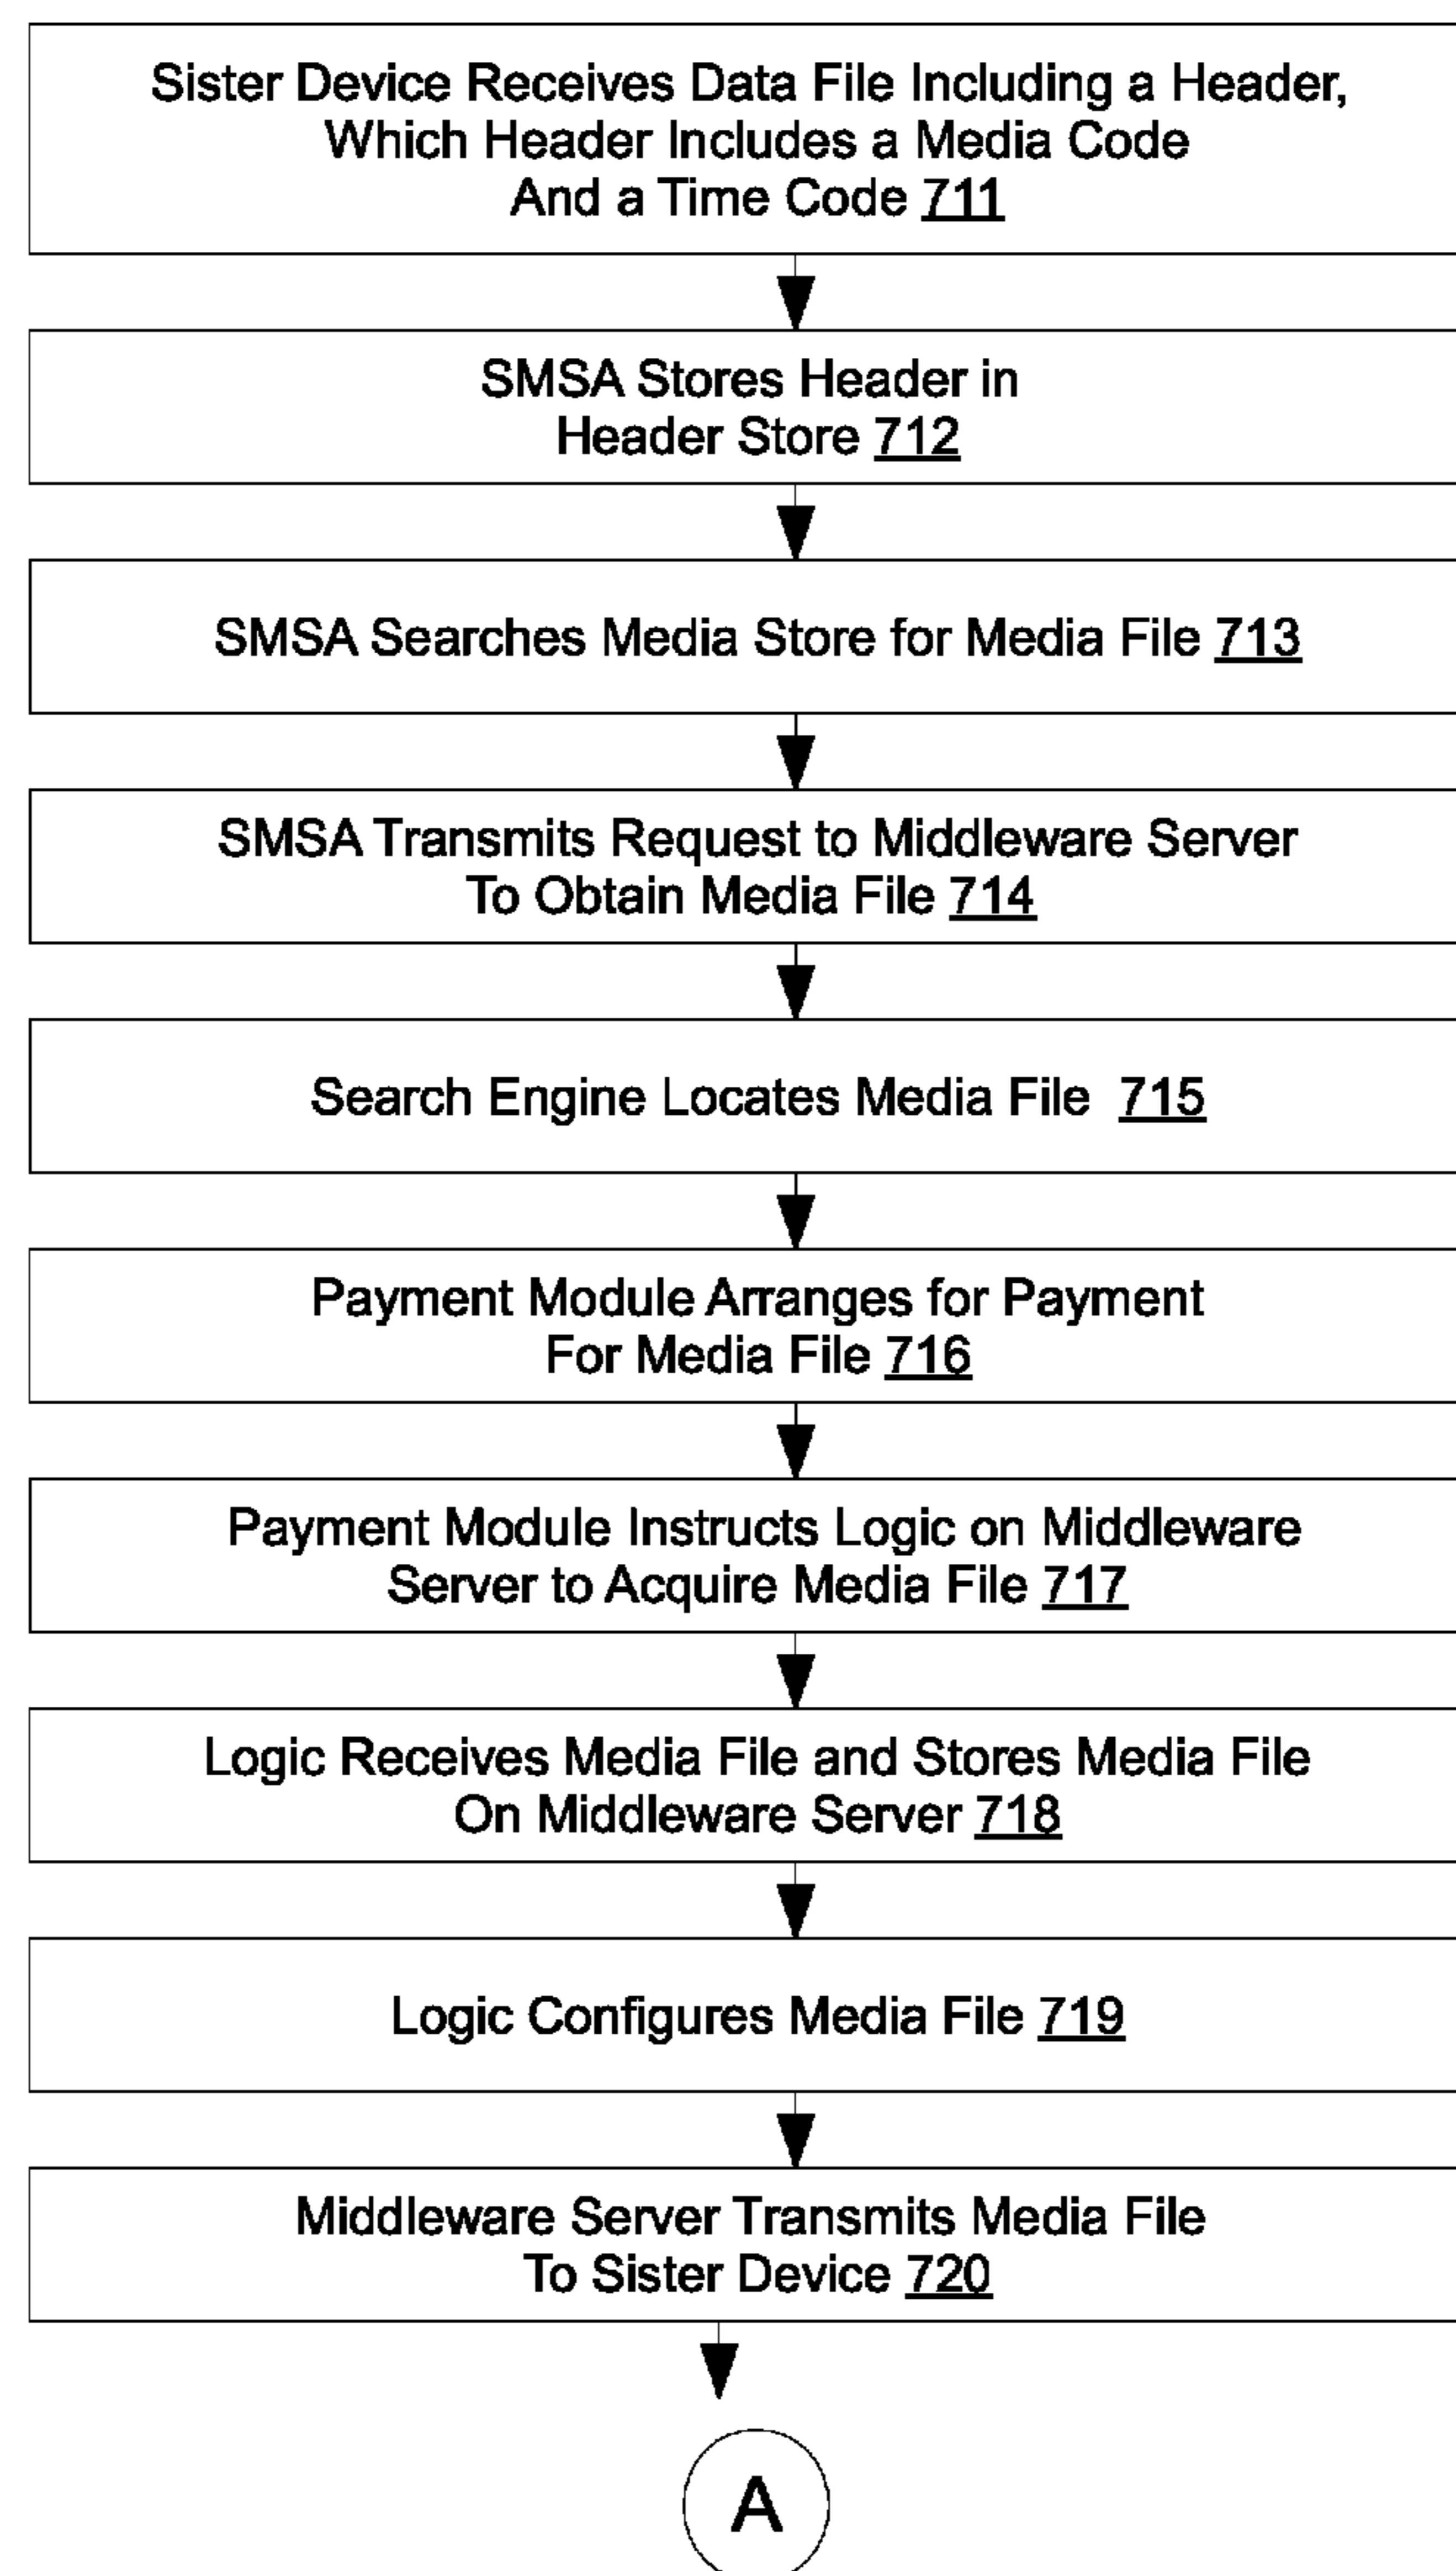 Sister Device Receives Data File Including a Header,
Which Header Includes a Media Code
And a Time Code 711
SMSA Stores Header in
Header Store 712
SMSA Searches Media Store for Media File 713
SMSA Transmits Request to Middleware Server
To Obtain Media File 714
Search Engine Locates Media File 715
Payment Module Arranges for Payment
For Media File 716
Payment Module Instructs Logic on Middleware
Server to Acquire Media File 717
Logic Receives Media File and Stores Media File
On Middleware Server 718
Logic Configures Media File 719
Middleware Server Transmits Media File
To Sister Device 720
A